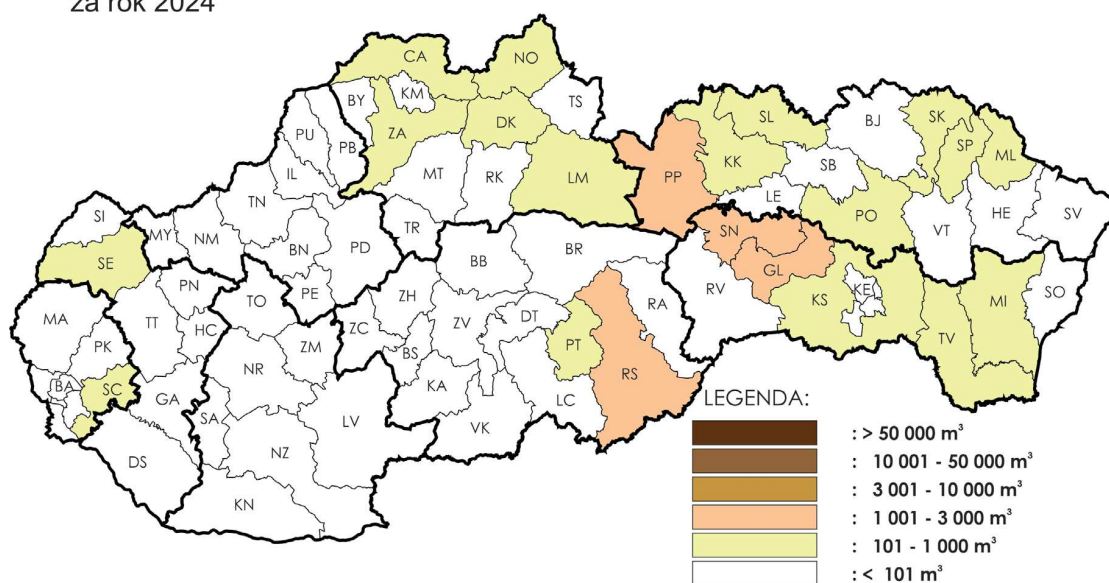 za rok 2024
CA
NO
BY
KM
TS
ZA
DK
PU
PB
IL
MT
RK
LM
PP
KK
SL
BJ
SK
SP
ML
SB
LE
PO
VT
HE
SV
SI
MY
NM
TN
BN
PD
TR
SE
PN
TO
PE
BB
BR
SN
GL
RV
KS
KE
TV
MI
SO
MA
TT
HC
ZH
ZC
ZV
DT
RA
PK
ZM
BS
PT
BA
SC
NR
KA
RS
GA
SA
LV
LC
VK
DS
NZ
KN
LEGENDA:
: > 50 000 m³
: 10 001 - 50 000 m³
: 3 001 - 10 000 m³
: 1 001 - 3 000 m³
: 101 - 1 000 m³
: < 101 m³